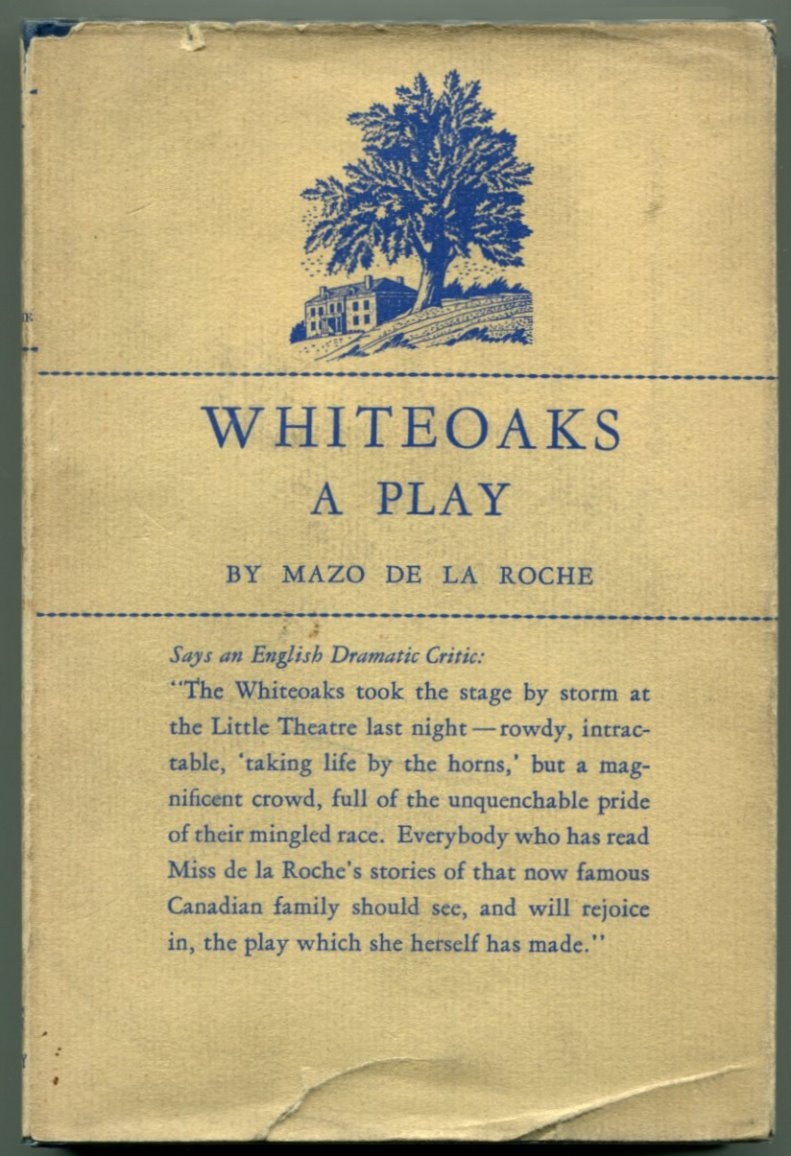 WHITEOAKS
A PLAY
BY MAZO DE LA ROCHE
Says an English Dramatic Critic:
“The Whiteoaks took the stage by storm at
the Little Theatre last night—rowdy, intrac-
table, ‘taking life by the horns,’ but a mag-
nificent crowd, full of the unquenchable pride
of their mingled race. Everybody who has read
Miss de la Roche’s stories of that now famous
Canadian family should see, and will rejoice
in, the play which she herself has made.”